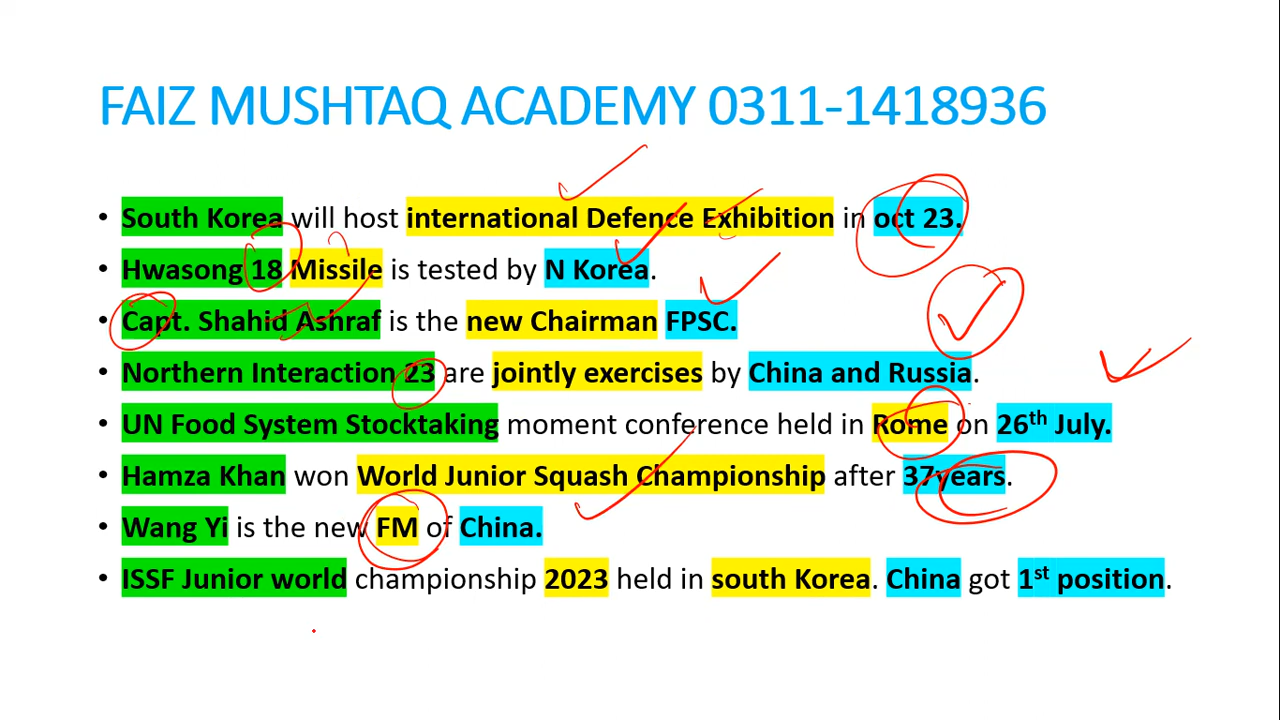 FAIZ MUSHTAQ ACADEMY 0311-1418936
• South Korea will host international Defence Exhibition in oct 23.
• Hwasong 18 Missile is tested by N Korea.
• Capt. Shahid Ashraf is the new Chairman FPSC.
• Northern Interaction 23 are jointly exercises by China and Russia.
• UN Food System Stocktaking moment conference held in Rome on 26th July.
• Hamza Khan won World Junior Squash Championship after 37years.
• Wang Yi is the new FM of China.
• ISSF Junior world championship 2023 held in south Korea. China got 1st position.